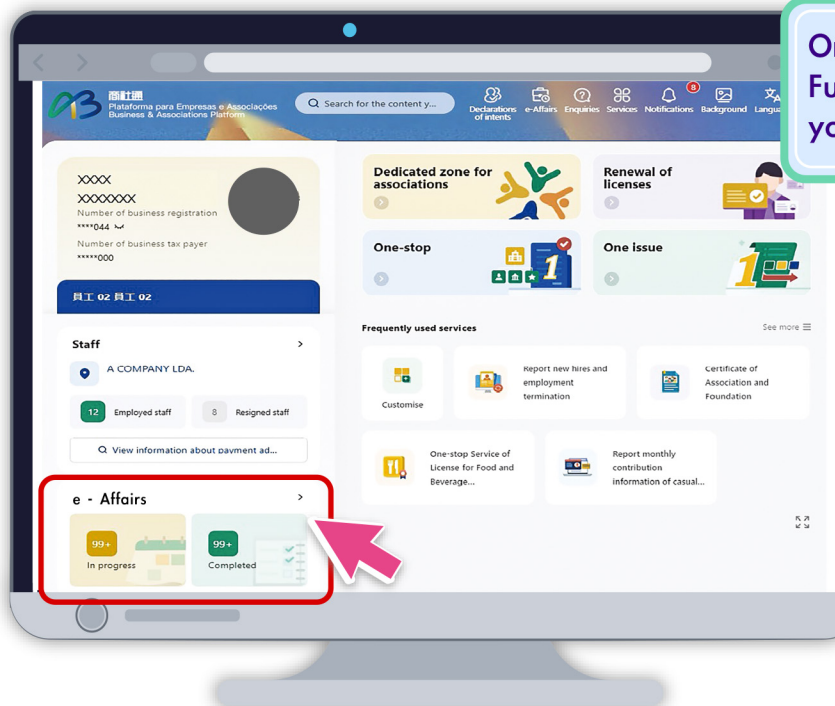 商社通
Plataforma para Empresas e Associações
Business & Associations Platform
Search for the content y...
Declarations
of intents
e-Affairs
Enquiries
Services
Notifications
8
Background
XXXX
XXXXXXX
Number of business registration
****044
Number of business tax payer
*****000
員工 02 員工 02
Dedicated zone for
associations
Renewal of
licenses
One-stop
1
One issue
1
Staff
A COMPANY LDA.
12
Employed staff
8
Resigned staff
View information about payment ad...
e - Affairs
99+
In progress
99+
Completed
Frequently used services
See more
Customise
Report new hires and
employment
termination
Certificate of
Association and
Foundation
One-stop Service of
License for Food and
Beverage...
Report monthly
contribution
information of casual...